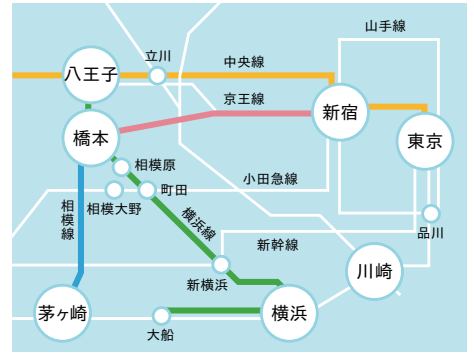 山手線
立川
中央線
八王子
京王線
新宿
東京
橋本
相模原
小田急線
町田
相模大野
相模線
横浜線
品川
新幹線
川崎
新横浜
茅ヶ崎
横浜
大船